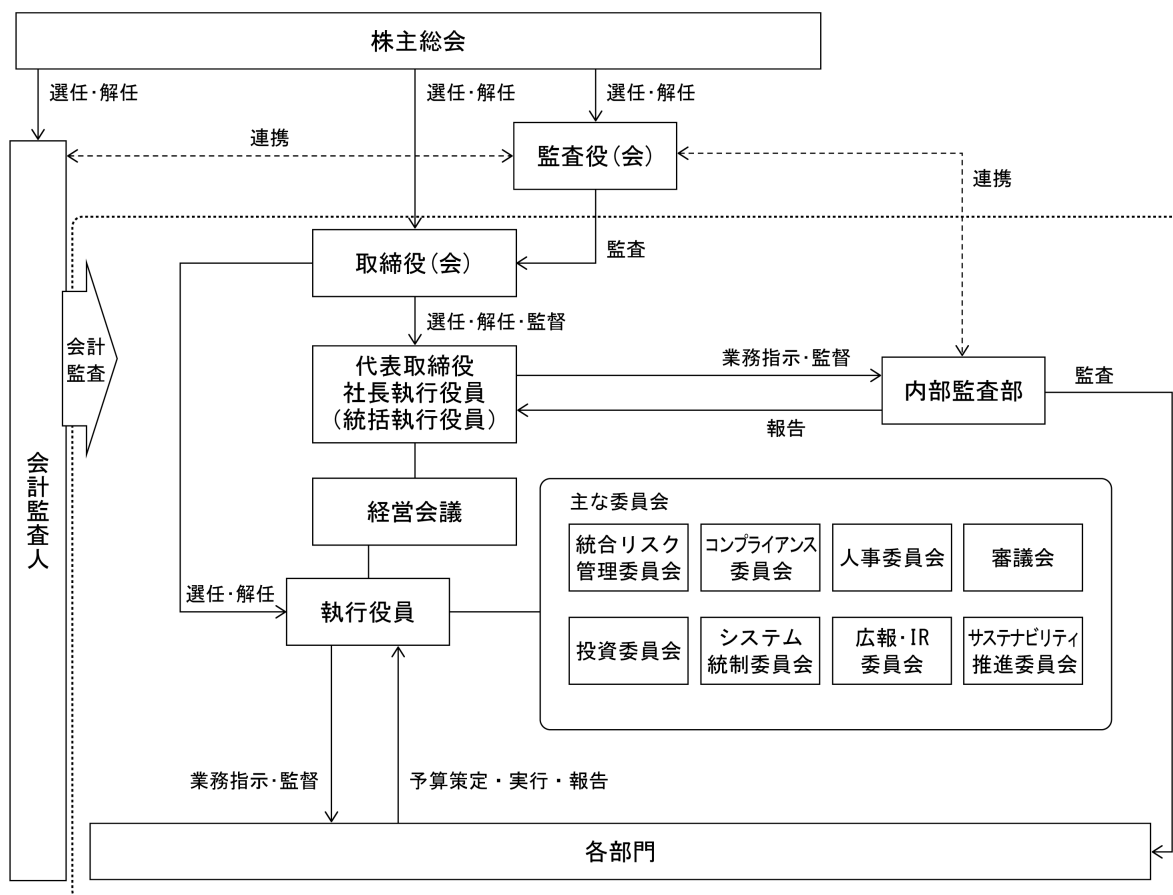 株主総会
選任・解任
選任・解任
選任・解任
連携
監査役（会）
連携
取締役（会）
監査
選任・解任・監督
会計
監査
代表取締役
社長執行役員
（統括執行役員）
業務指示・監督
報告
内部監査部
監査
会計監査人
経営会議
主な委員会
統合リスク
管理委員会
コンプライアンス
委員会
人事委員会
審議会
投資委員会
システム
統制委員会
広報・IR
委員会
サステナビリティ
推進委員会
選任・解任
執行役員
業務指示・監督
予算策定・実行・報告
各部門